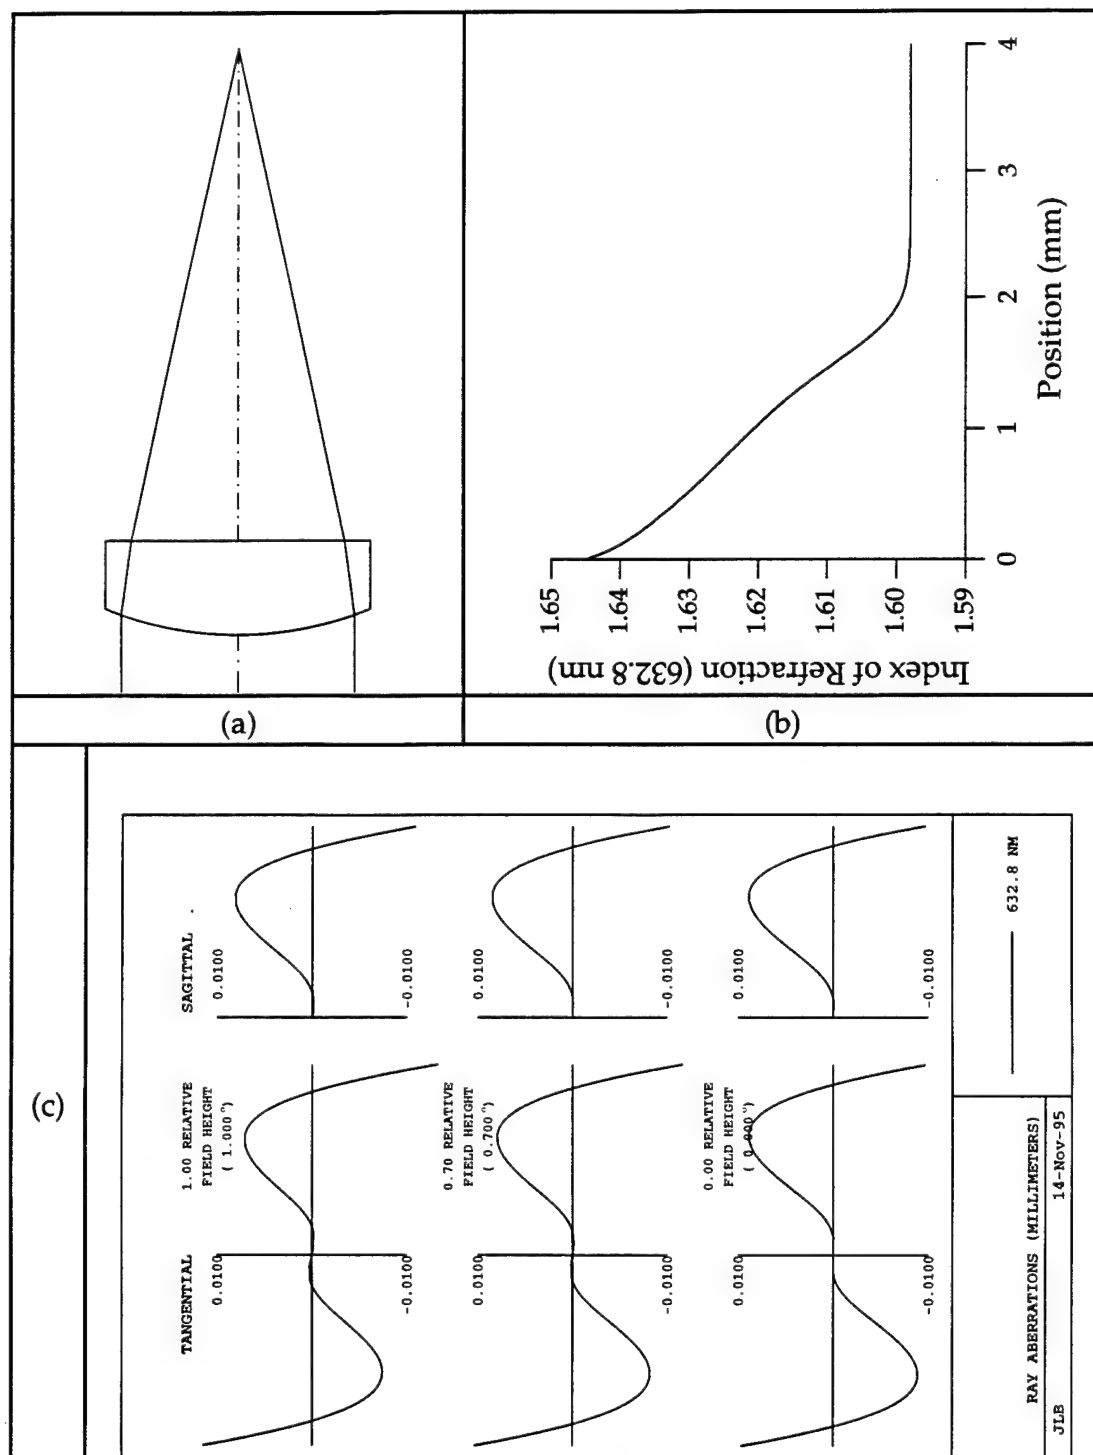 (a)
Index of Refraction (632.8 nm)
1.65
1.64
1.63
1.62
1.61
1.60
1.59
0
1
2
3
4
Position (mm)
(b)
(c)
TANGENTIAL
1.00 RELATIVE
FIELD HEIGHT
( 1.000°)
SAGITTAL
0.0100
-0.0100
0.0100
-0.0100
0.70 RELATIVE
FIELD HEIGHT
( 0.700°)
0.0100
-0.0100
0.0100
-0.0100
0.00 RELATIVE
FIELD HEIGHT
( 0.000°)
0.0100
-0.0100
0.0100
-0.0100
RAY ABERRATIONS (MILLIMETERS)
JLB
14-Nov-95
632.8 NM